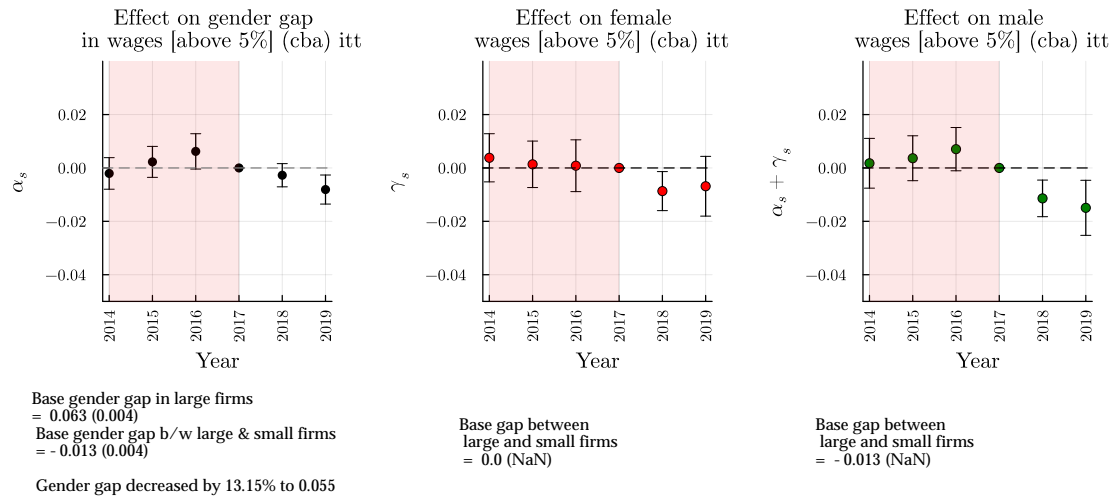 Effect on gender gap
in wages [above 5%] (cba) itt
0.02
0.00
−0.02
−0.04
α_s
2014
2015
2016
2017
2018
2019
Year
Base gender gap in large firms
= 0.063 (0.004)
Base gender gap b/w large & small firms
= - 0.013 (0.004)
Gender gap decreased by 13.15% to 0.055
Effect on female
wages [above 5%] (cba) itt
0.02
0.00
−0.02
−0.04
γ_s
2014
2015
2016
2017
2018
2019
Year
Base gap between
large and small firms
= 0.0 (NaN)
Effect on male
wages [above 5%] (cba) itt
0.02
0.00
−0.02
−0.04
α_s + γ_s
2014
2015
2016
2017
2018
2019
Year
Base gap between
large and small firms
= - 0.013 (NaN)